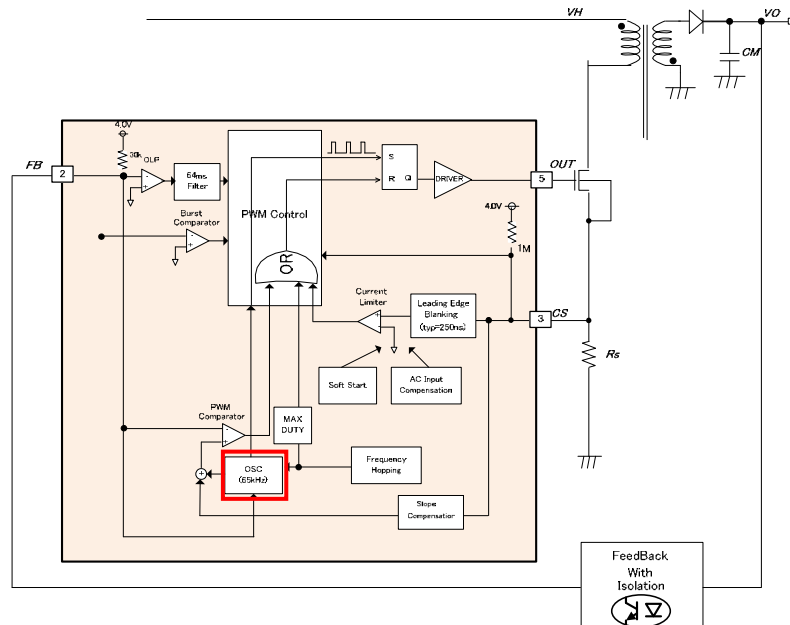 VH
VO
CM
4.0V
30k
OLP
FB
2
64ms
Filter
S
R
Q
DRIVER
5
OUT
Burst
Comparator
PWM Control
4.0V
1M
OR
Current
Limiter
Leading Edge
Blanking
(typ=250ns)
3
CS
Rs
Soft Start
AC Input
Compensation
PWM
Comparator
MAX
DUTY
OSC
(65kHz)
Frequency
Hopping
Slope
Compensation
FeedBack
With
Isolation
-
+
-
+
-
+
+
-
+